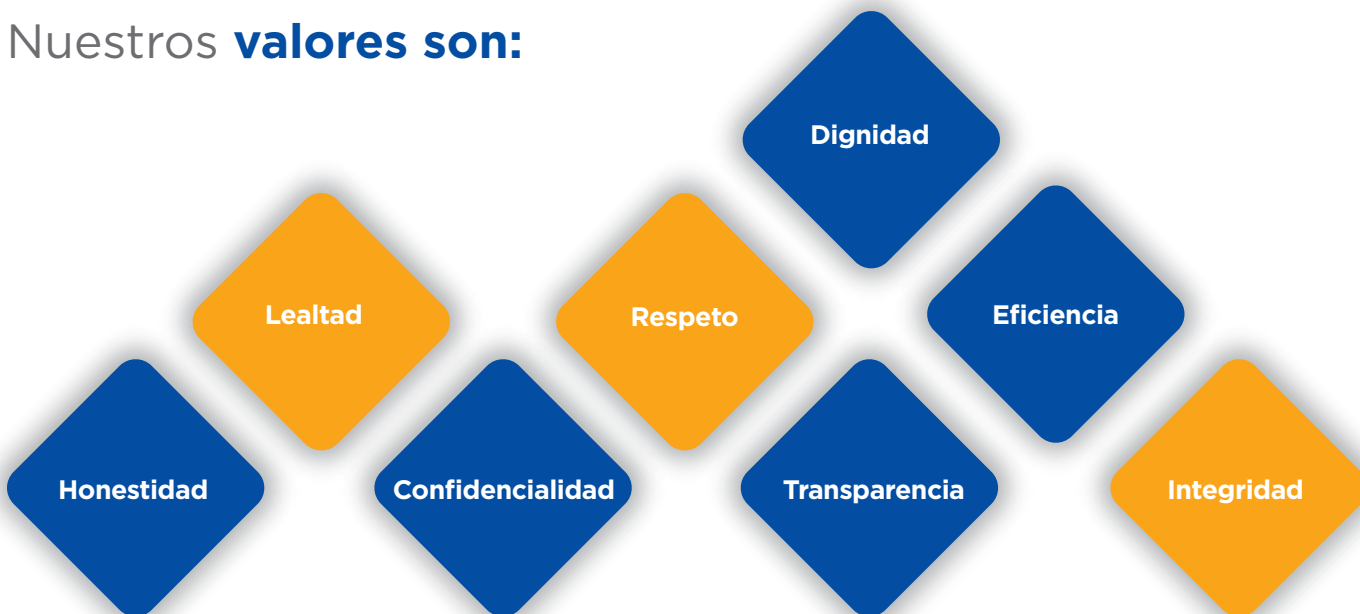 Nuestros valores son:
Dignidad
Lealtad
Respeto
Eficiencia
Honestidad
Confidencialidad
Transparencia
Integridad